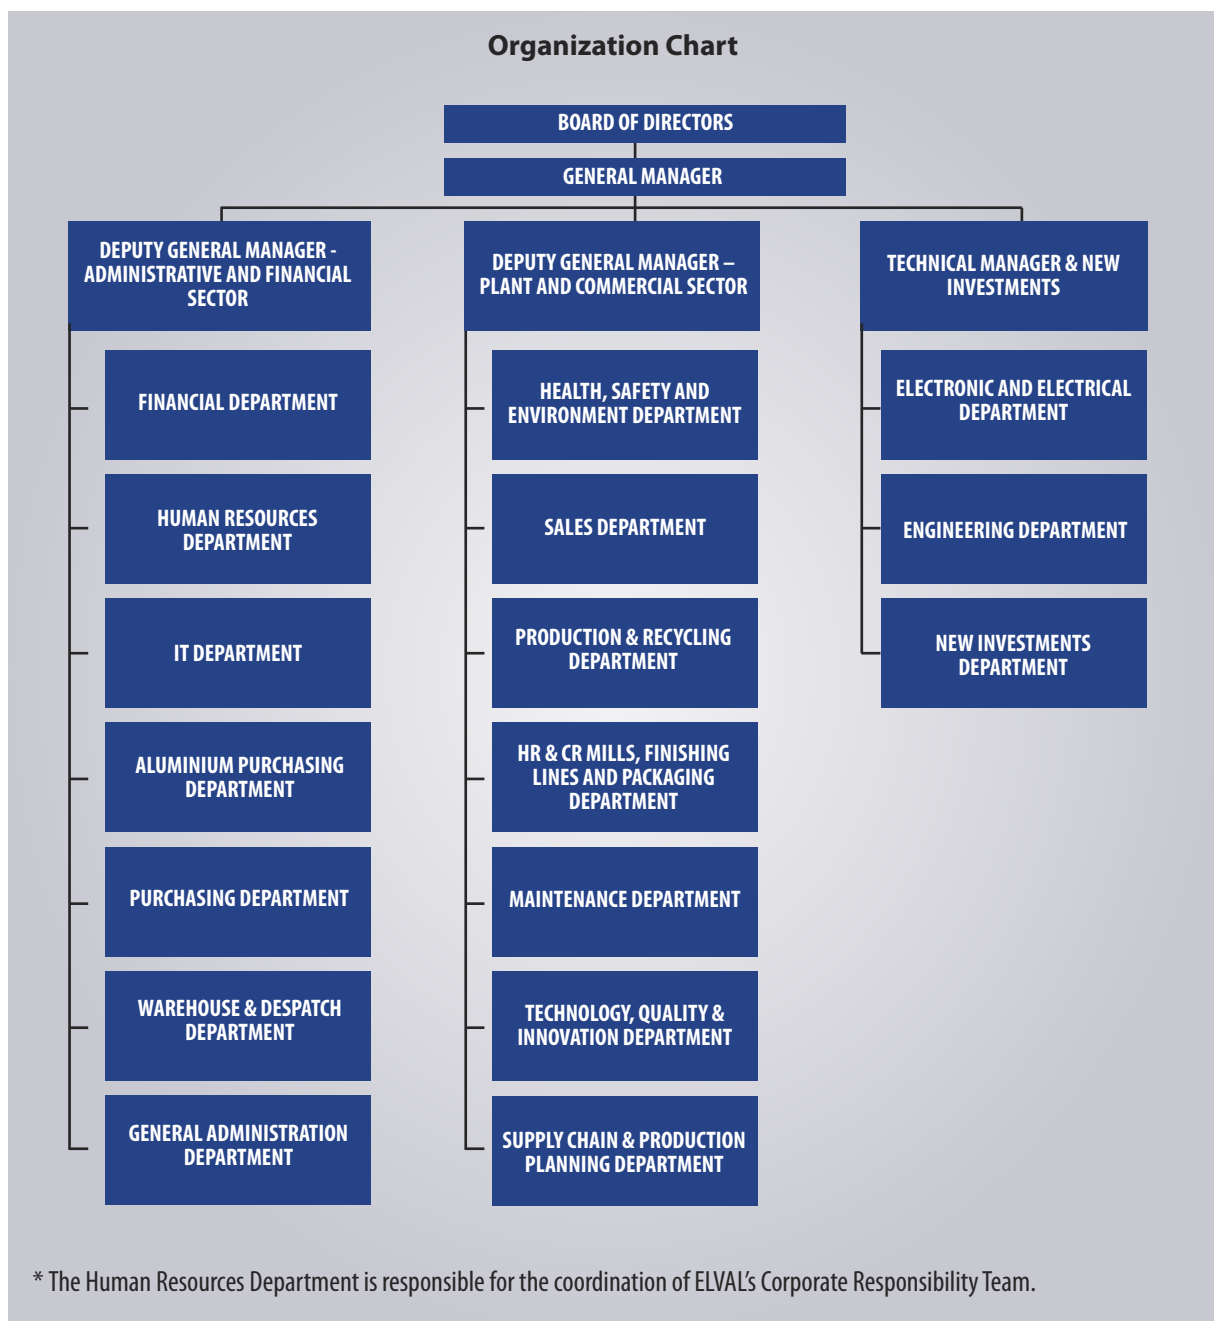 Organization Chart
BOARD OF DIRECTORS
GENERAL MANAGER
DEPUTY GENERAL MANAGER -
ADMINISTRATIVE AND FINANCIAL
SECTOR
FINANCIAL DEPARTMENT
HUMAN RESOURCES
DEPARTMENT
IT DEPARTMENT
ALUMINIUM PURCHASING
DEPARTMENT
PURCHASING DEPARTMENT
WAREHOUSE & DESPATCH
DEPARTMENT
GENERAL ADMINISTRATION
DEPARTMENT
DEPUTY GENERAL MANAGER –
PLANT AND COMMERCIAL SECTOR
HEALTH, SAFETY AND
ENVIRONMENT DEPARTMENT
SALES DEPARTMENT
PRODUCTION & RECYCLING
DEPARTMENT
HR & CR MILLS, FINISHING
LINES AND PACKAGING
DEPARTMENT
MAINTENANCE DEPARTMENT
TECHNOLOGY, QUALITY &
INNOVATION DEPARTMENT
SUPPLY CHAIN & PRODUCTION
PLANNING DEPARTMENT
TECHNICAL MANAGER & NEW
INVESTMENTS
ELECTRONIC AND ELECTRICAL
DEPARTMENT
ENGINEERING DEPARTMENT
NEW INVESTMENTS
DEPARTMENT
* The Human Resources Department is responsible for the coordination of ELVAL's Corporate Responsibility Team.